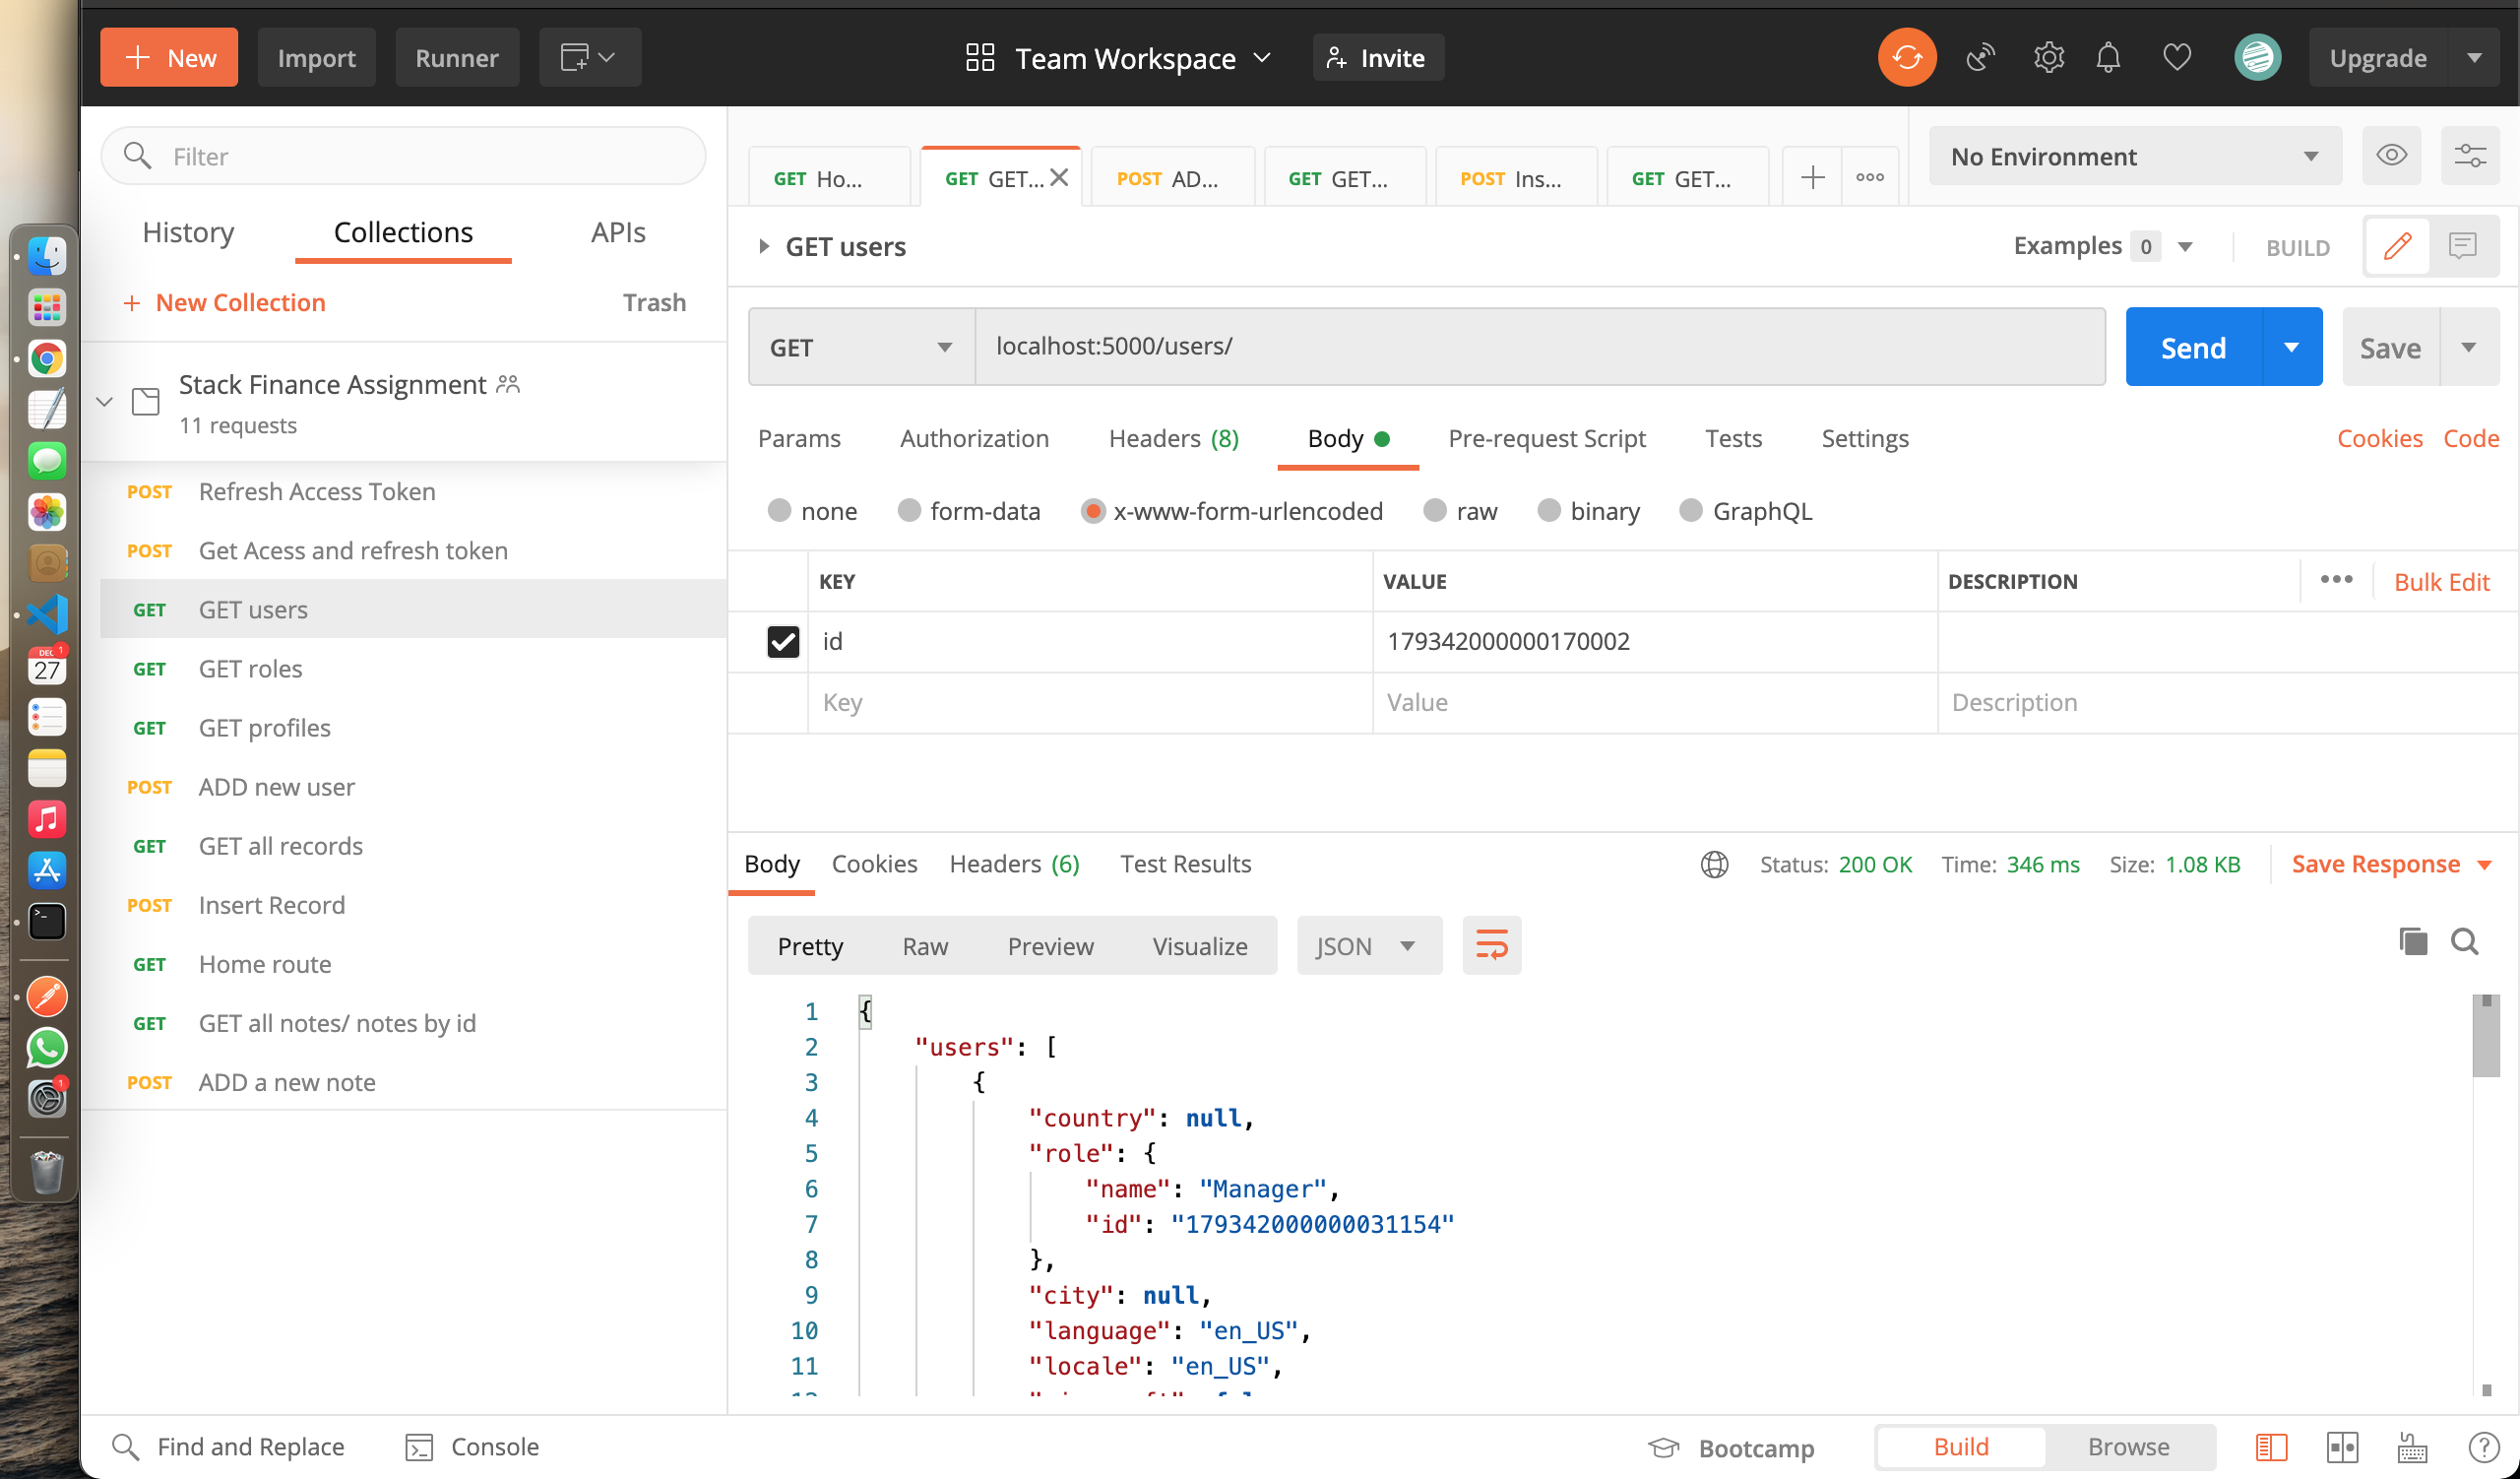 New
Import
Runner
Team Workspace
Invite
Upgrade
Filter
History
Collections
APIs
New Collection
Trash
Stack Finance Assignment
11 requests
POST Refresh Access Token
POST Get Acess and refresh token
GET GET users
GET GET roles
GET GET profiles
POST ADD new user
GET GET all records
POST Insert Record
GET Home route
GET GET all notes/ notes by id
POST ADD a new note
DEC 27
1
1
GET Ho...
GET GET...
POST AD...
GET GET...
POST Ins...
GET GET...
No Environment
GET users
Examples 0
BUILD
GET
localhost:5000/users/
Send
Save
Params
Authorization
Headers (8)
Body
Pre-request Script
Tests
Settings
Cookies
Code
none
form-data
x-www-form-urlencoded
raw
binary
GraphQL
KEY VALUE DESCRIPTION
Bulk Edit
id 179342000000170002
Key Value Description
Body
Cookies
Headers (6)
Test Results
Status: 200 OK
Time: 346 ms
Size: 1.08 KB
Save Response
Pretty
Raw
Preview
Visualize
JSON
1 {
2 "users": [
3 {
4 "country": null,
5 "role": {
6 "name": "Manager",
7 "id": "179342000000031154"
8 },
9 "city": null,
10 "language": "en_US",
11 "locale": "en_US",
Find and Replace
Console
Bootcamp
Build
Browse